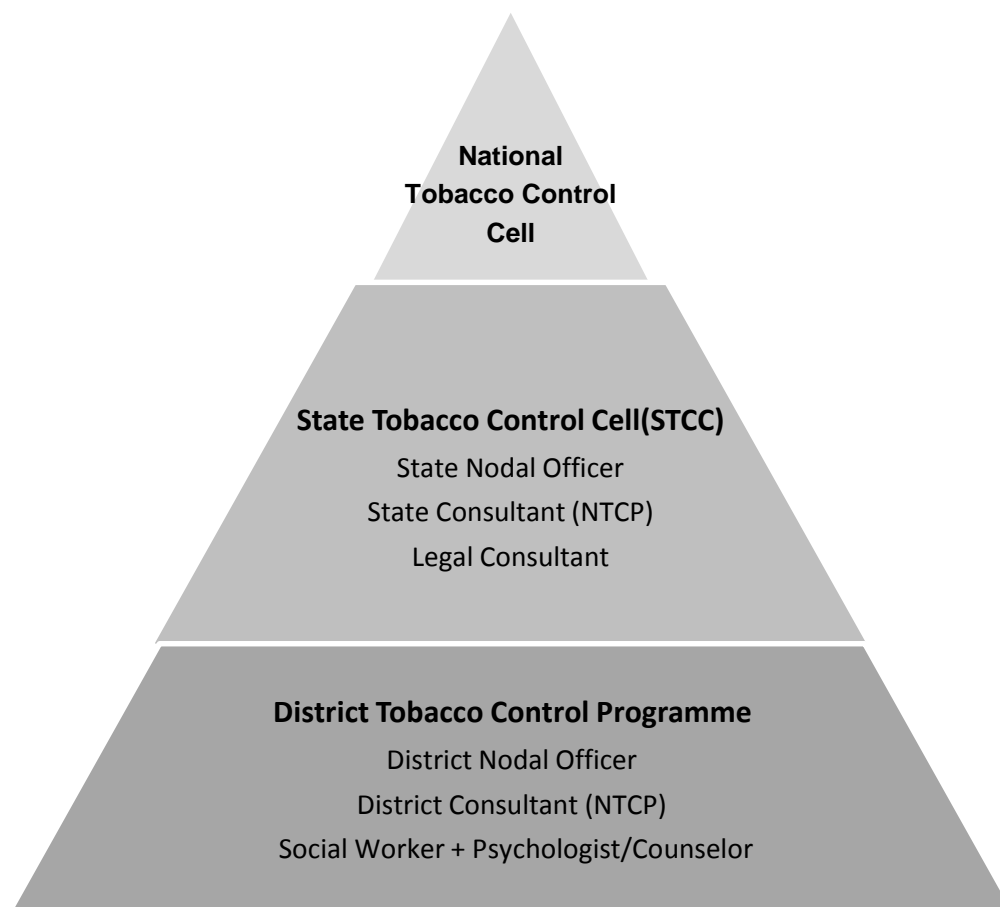 National
Tobacco Control
Cell
State Tobacco Control Cell(STCC)
State Nodal Officer
State Consultant (NTCP)
Legal Consultant
District Tobacco Control Programme
District Nodal Officer
District Consultant (NTCP)
Social Worker + Psychologist/Counselor